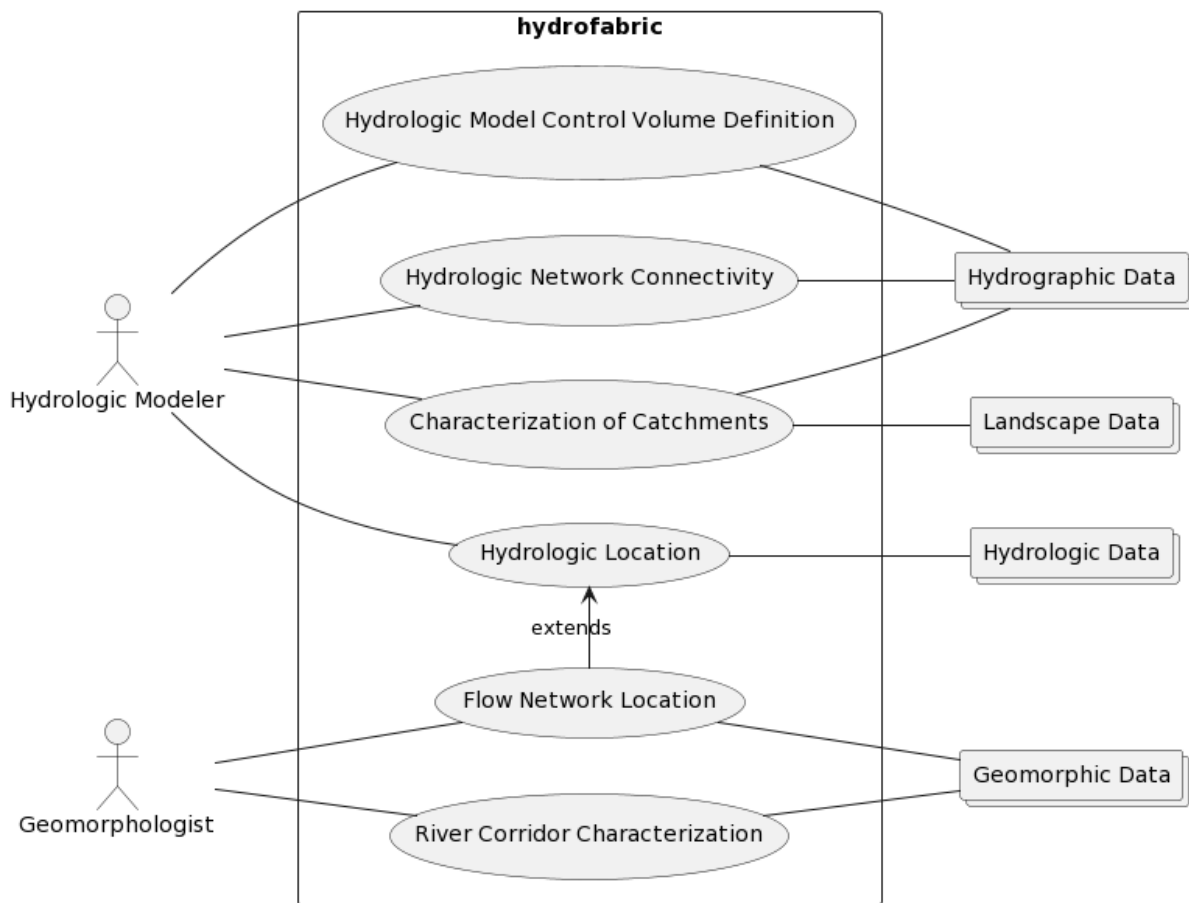 hydrofabric
Hydrologic Model Control Volume Definition
Hydrologic Network Connectivity
Hydrographic Data
Hydrologic Modeler
Characterization of Catchments
Landscape Data
Hydrologic Location
Hydrologic Data
extends
Flow Network Location
Geomorphic Data
Geomorphologist
River Corridor Characterization